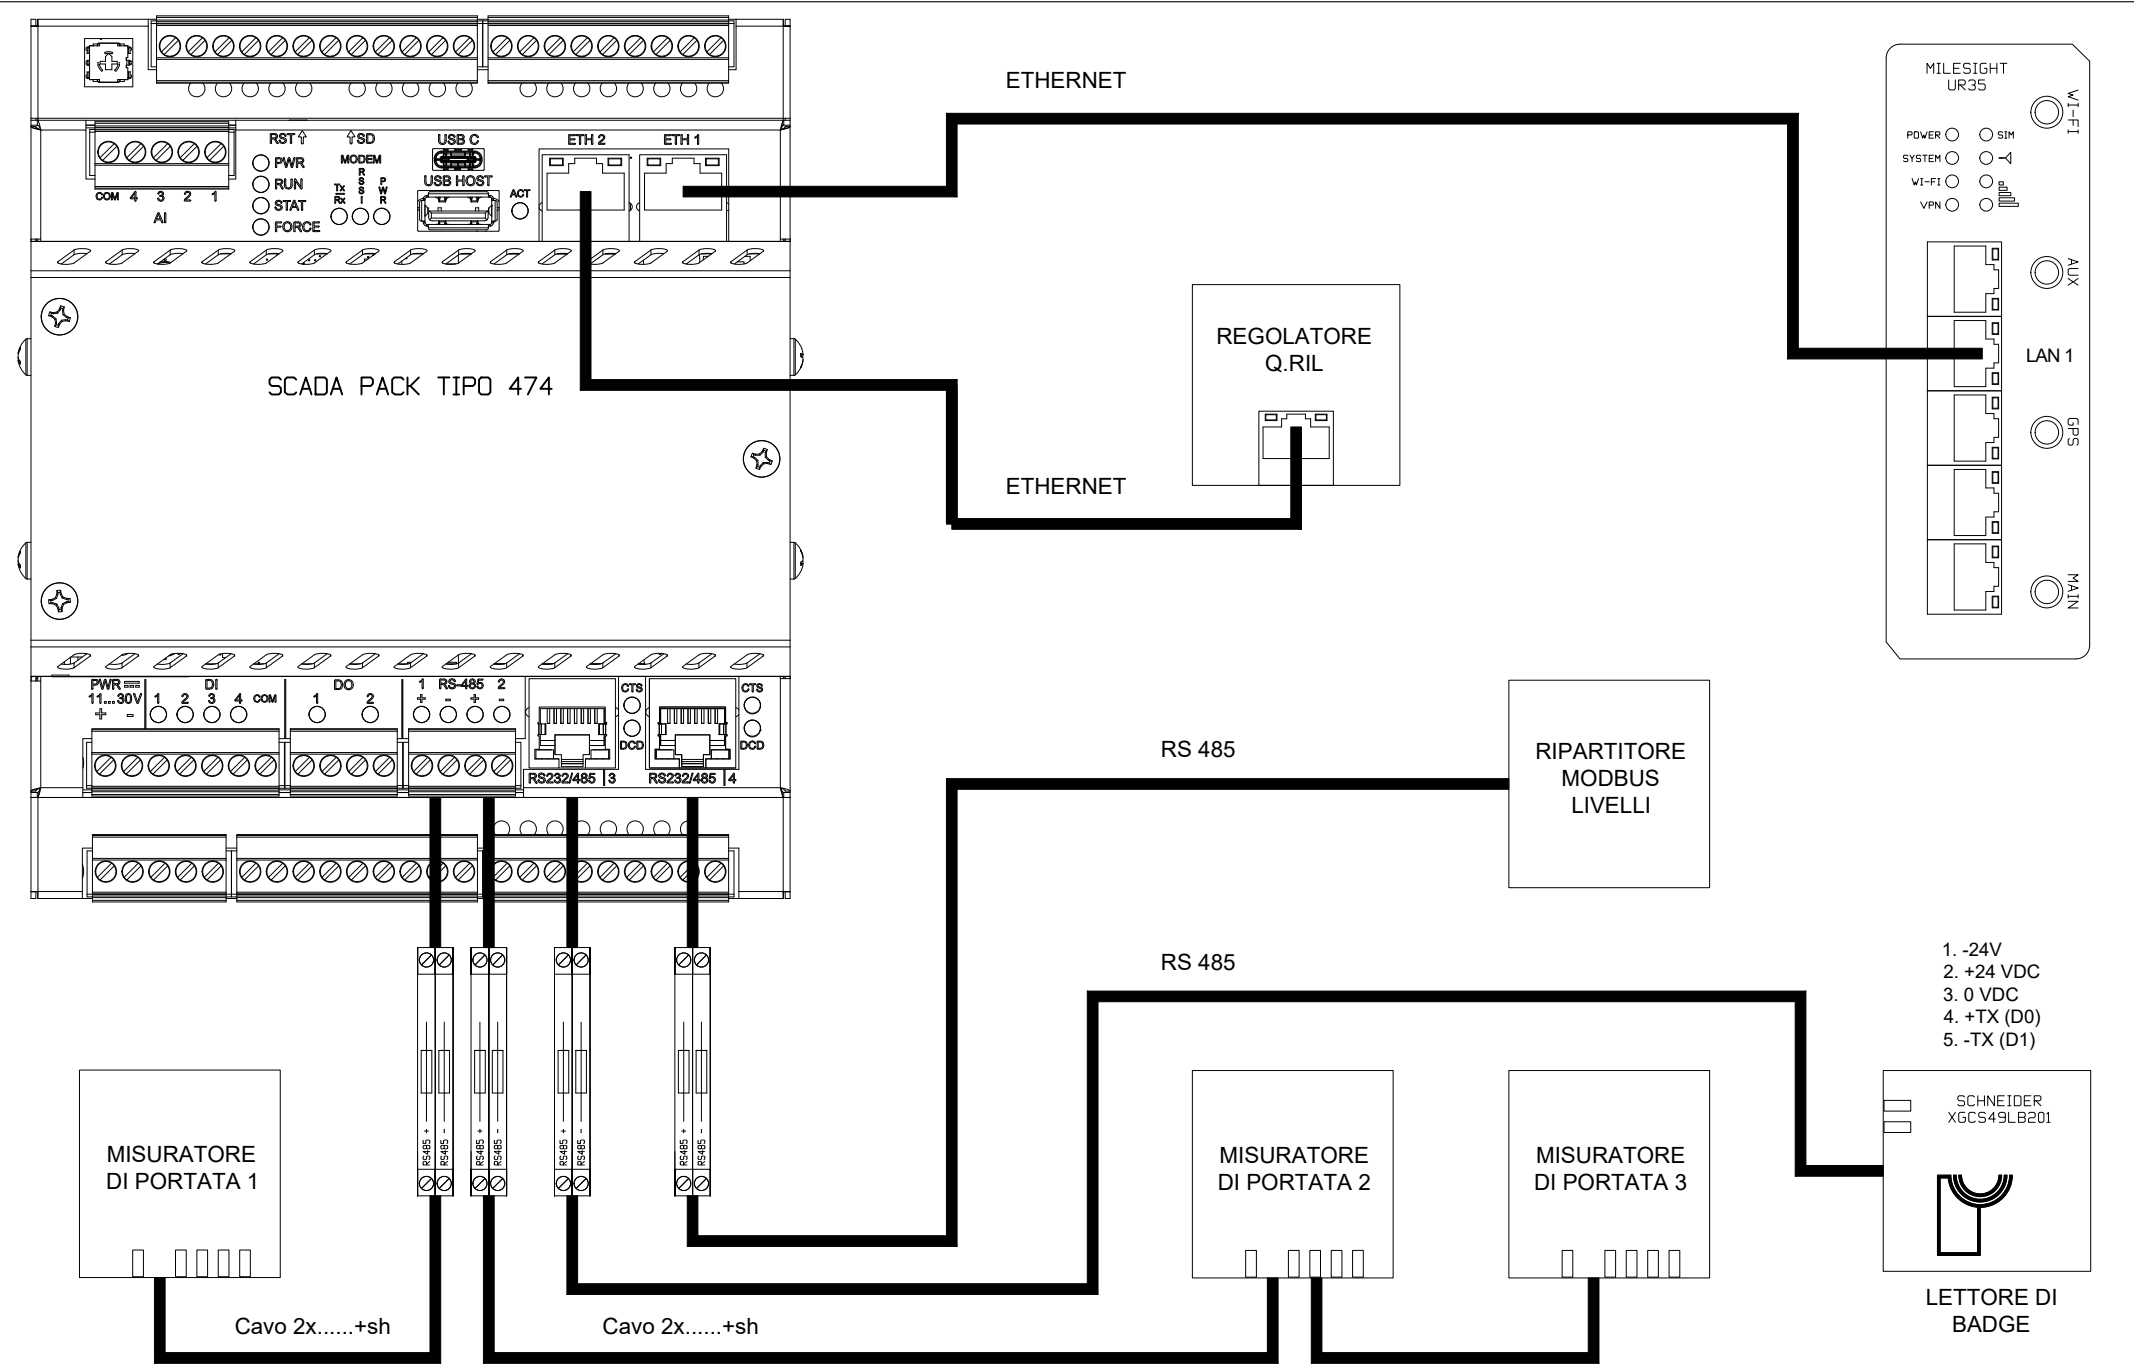 ETHERNET
MILESIGHT
UR35
WI-FI
POWER
SIM
SYSTEM
WI-FI
VPN
AUX
LAN 1
GPS
MAIN
RST
SD
USB C
ETH 2
ETH 1
PWR
MODEM
RUN
Tx
Rx
RSSI
PWR
USB HOST
ACT
STAT
FORCE
COM 4 3 2 1
AI
SCADA PACK TIPO 474
REGOLATORE
Q.RIL
ETHERNET
PWR
11...30V
+ -
DI
1 2 3 4 COM
DO
1 2
1 RS-485 2
+ - + -
CTS
DCD
CTS
DCD
RS232/485 3
RS232/485 4
RS 485
RIPARTITORE
MODBUS
LIVELLI
RS 485
1. -24V
2. +24 VDC
3. 0 VDC
4. +TX (D0)
5. -TX (D1)
RS485 +
RS485 -
RS485 +
RS485 -
RS485 +
RS485 -
RS485 +
RS485 -
MISURATORE
DI PORTATA 1
MISURATORE
DI PORTATA 2
MISURATORE
DI PORTATA 3
SCHNEIDER
XGCS49LB201
LETTORE DI
BADGE
Cavo 2x......+sh
Cavo 2x......+sh